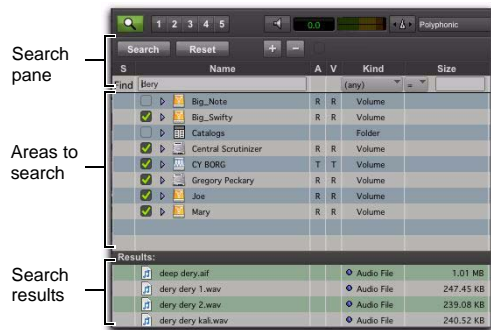 1 2 3 4 5 0.0 Polyphonic
Search pane
Search Reset + −
S Name A V Kind Size
Find dery (any) =
Areas to search
Big_Note R R Volume
Big_Swifty R R Volume
Catalogs Folder
Central Scrutinizer R R Volume
CY BORG T T Volume
Gregory Peckary R R Volume
Joe R R Volume
Mary R R Volume
Search results
Results:
deep dery.aif Audio File 1.01 MB
dery dery 1.wav Audio File 247.45 KB
dery dery 2.wav Audio File 239.08 KB
dery dery kali.wav Audio File 240.52 KB